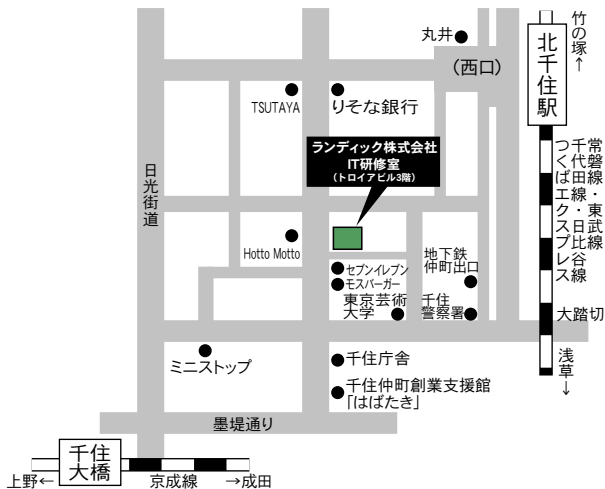 丸井
竹の塚→
北千住駅
(西口)
TSUTAYA
りそな銀行
ランディック株式会社
IT研修室
(トロイアビル3階)
日光街道
常磐線・東武日比谷線
千代田線・
つくばエクスプレス
Hotto Motto
セブンイレブン
モスバーガー
地下鉄
仲町出口
東京芸術
大学
千住
警察署
大踏切
ミニストップ
千住庁舎
浅草→
千住仲町創業支援館
「はばたき」
墨堤通り
千住
大橋
上野←
京成線
→成田